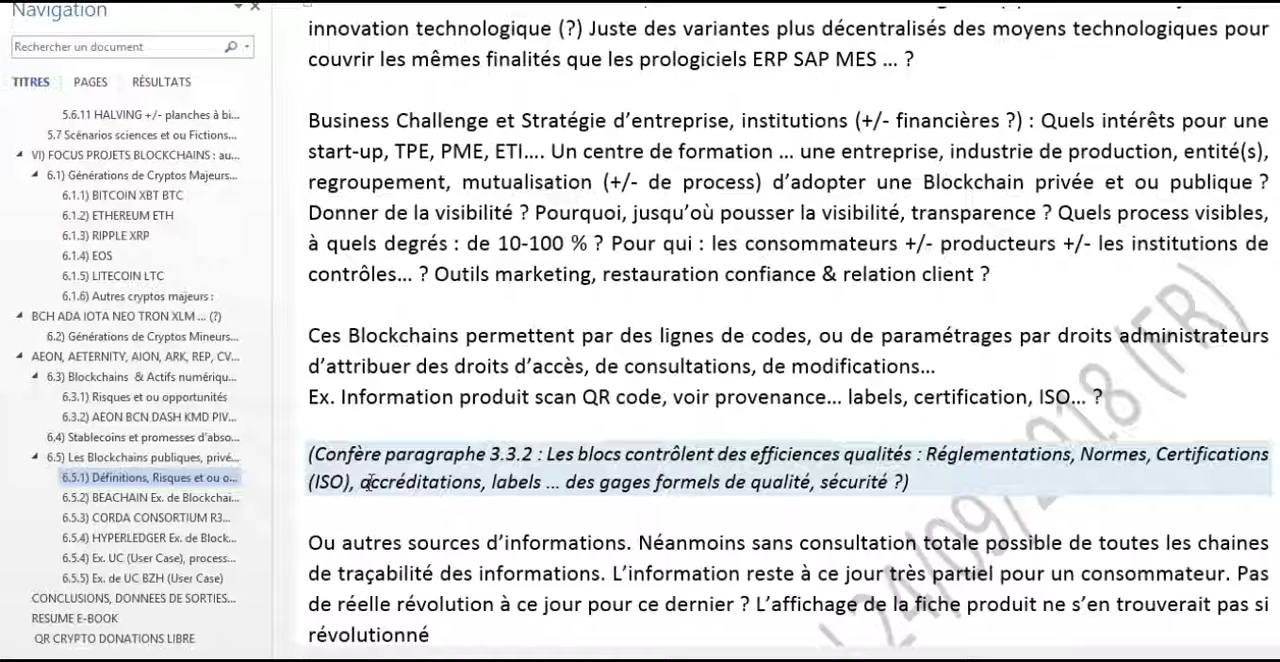 Navigation
Rechercher un document
TITRES PAGES RÉSULTATS
5.6.11 HALVING +/- planches à bi...
5.7 Scénarios sciences et ou Fictions...
VI) FOCUS PROJETS BLOCKCHAINS : au...
6.1) Générations de Cryptos Majeurs...
6.1.1) BITCOIN XBT BTC
6.1.2) ETHEREUM ETH
6.1.3) RIPPLE XRP
6.1.4) EOS
6.1.5) LITECOIN LTC
6.1.6) Autres cryptos majeurs :
BCH ADA IOTA NEO TRON XLM ... (?)
6.2) Générations de Cryptos Mineurs...
AEON, AETERNITY, AION, ARK, REP, CV...
6.3) Blockchains & Actifs numériqu...
6.3.1) Risques et ou opportunités
6.3.2) AEON BCN DASH KMD PIV...
6.4) Stablecoins et promesses d'abso...
6.5) Les Blockchains publiques, privé...
6.5.1) Définitions, Risques et ou o...
6.5.2) BEACHAIN Ex. de Blockchai...
6.5.3) CORDA CONSORTIUM R3...
6.5.4) HYPERLEDGER Ex. de Block...
6.5.4) Ex. UC (User Case), process...
6.5.5) Ex. de UC BZH (User Case)
CONCLUSIONS, DONNEES DE SORTIES...
RESUME E-BOOK
QR CRYPTO DONATIONS LIBRE
innovation technologique (?) Juste des variantes plus décentralisés des moyens technologiques pour
couvrir les mêmes finalités que les prologiciels ERP SAP MES ... ?
Business Challenge et Stratégie d'entreprise, institutions (+/- financières ?) : Quels intérêts pour une
start-up, TPE, PME, ETI.... Un centre de formation ... une entreprise, industrie de production, entité(s),
regroupement, mutualisation (+/- de process) d'adopter une Blockchain privée et ou publique ?
Donner de la visibilité ? Pourquoi, jusqu'où pousser la visibilité, transparence ? Quels process visibles,
à quels degrés : de 10-100 % ? Pour qui : les consommateurs +/- producteurs +/- les institutions de
contrôles... ? Outils marketing, restauration confiance & relation client ?
Ces Blockchains permettent par des lignes de codes, ou de paramétrages par droits administrateurs
d'attribuer des droits d'accès, de consultations, de modifications...
Ex. Information produit scan QR code, voir provenance... labels, certification, ISO... ?
(Confère paragraphe 3.3.2 : Les blocs contrôlent des efficiences qualités : Réglementations, Normes, Certifications
(ISO), accréditations, labels ... des gages formels de qualité, sécurité ?)
Ou autres sources d'informations. Néanmoins sans consultation totale possible de toutes les chaines
de traçabilité des informations. L'information reste à ce jour très partiel pour un consommateur. Pas
de réelle révolution à ce jour pour ce dernier ? L'affichage de la fiche produit ne s'en trouverait pas si
révolutionné
24/09/2018 (FR)